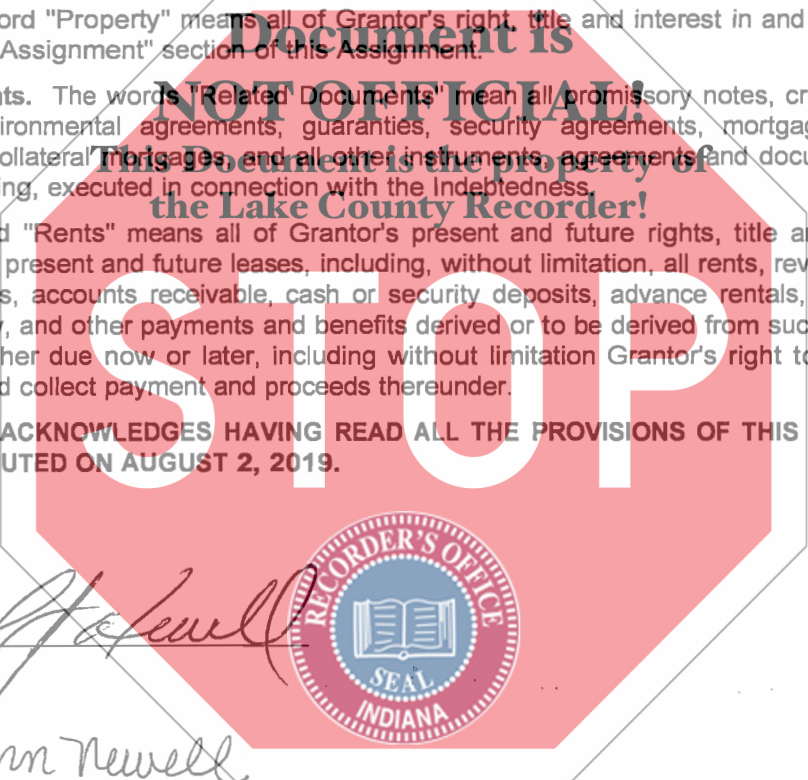 ord "Property" means all of Grantor's right, title and interest in and
Document is
Assignment" section of this Assignment.
nts. The words "Related Documents" mean all promissory notes, cr
NOT OFFICIAL!
ironmental agreements, guaranties, security agreements, mortga
ollateral mortgages, and all other instruments, agreements and docu
This Document is the property of
ing, executed in connection with the Indebtedness.
the Lake County Recorder!
d "Rents" means all of Grantor's present and future rights, title a
present and future leases, including, without limitation, all rents, rev
s, accounts receivable, cash or security deposits, advance rentals,
, and other payments and benefits derived or to be derived from suc
her due now or later, including without limitation Grantor's right to
d collect payment and proceeds thereunder.
STOP
ACKNOWLEDGES HAVING READ ALL THE PROVISIONS OF THIS
UTED ON AUGUST 2, 2019.
RECORDER'S OFFICE
SEAL
INDIANA
Newell